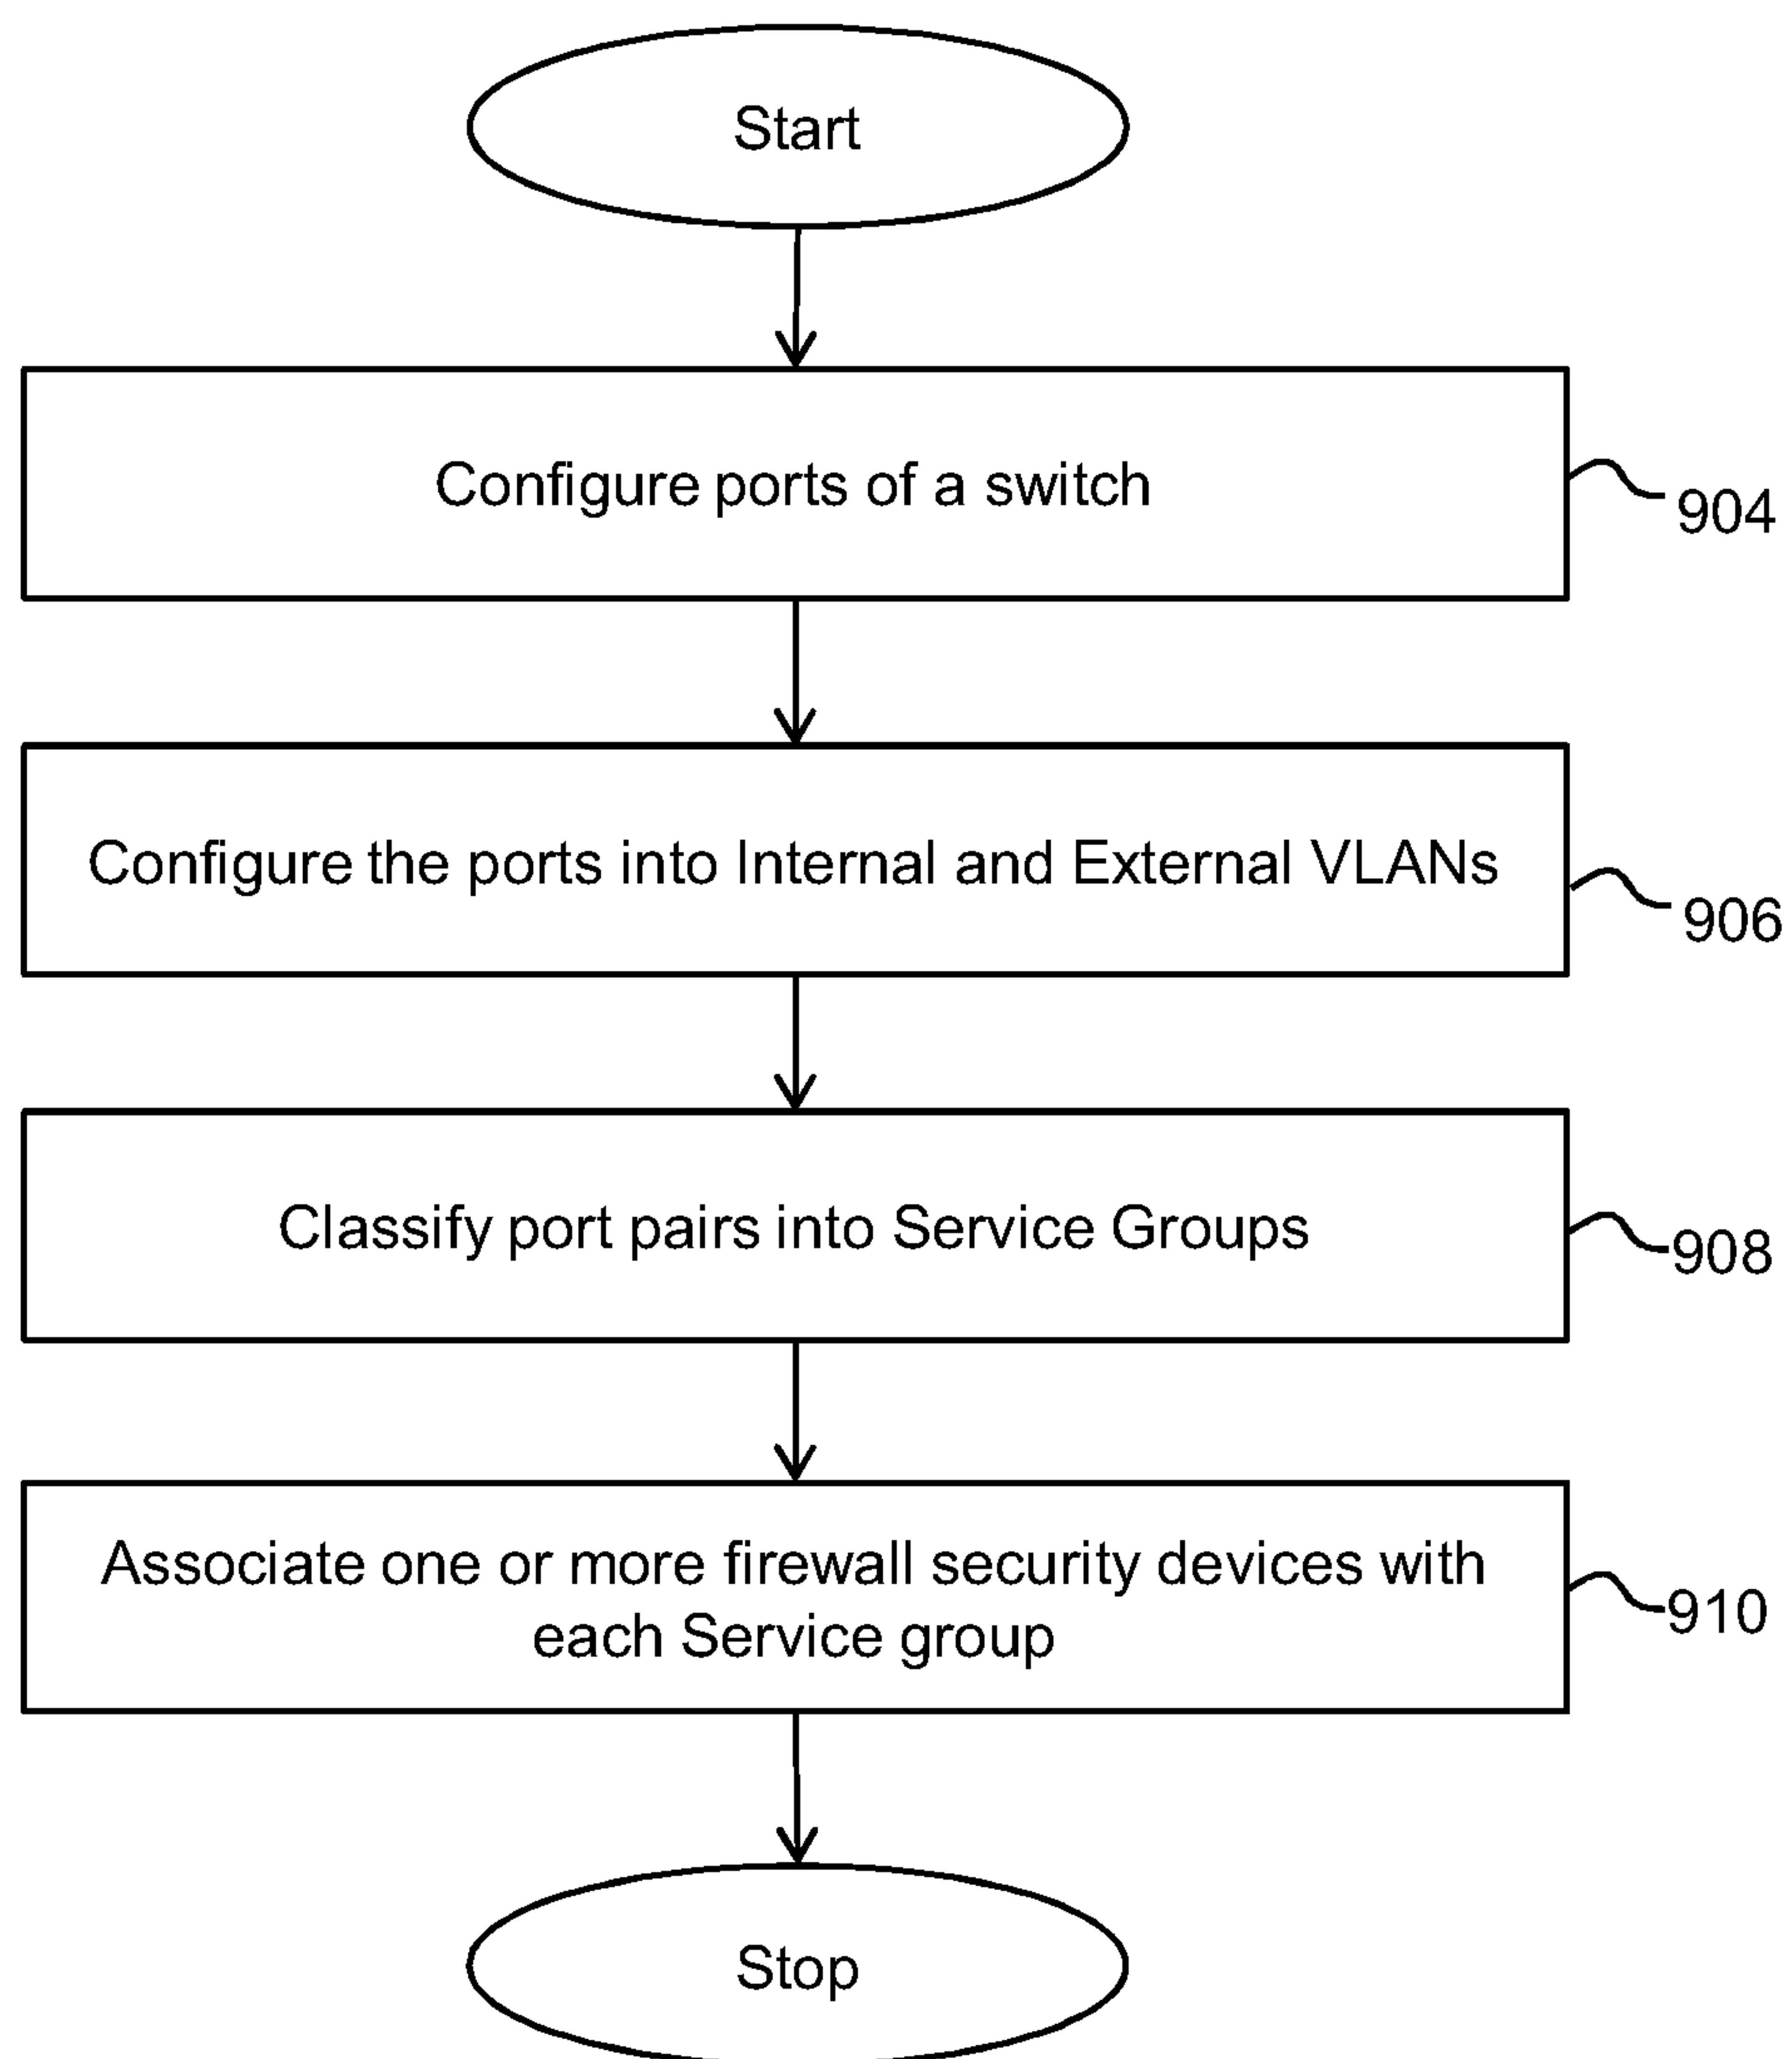 Start
Configure ports of a switch
904
Configure the ports into Internal and External VLANs
906
Classify port pairs into Service Groups
908
Associate one or more firewall security devices with
each Service group
910
Stop